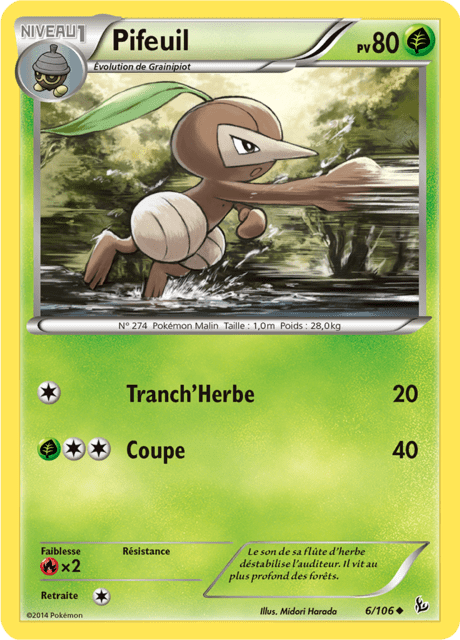 NIVEAU 1
Pifeuil
PV 80
Évolution de Grainipiot
N° 274 Pokémon Malin Taille : 1,0m Poids : 28,0kg
Tranch'Herbe 20
Coupe 40
Faiblesse
×2
Résistance
Retraite
Le son de sa flûte d'herbe
déstabilise l'auditeur. Il vit au
plus profond des forêts.
©2014 Pokémon
Illus. Midori Harada
6/106